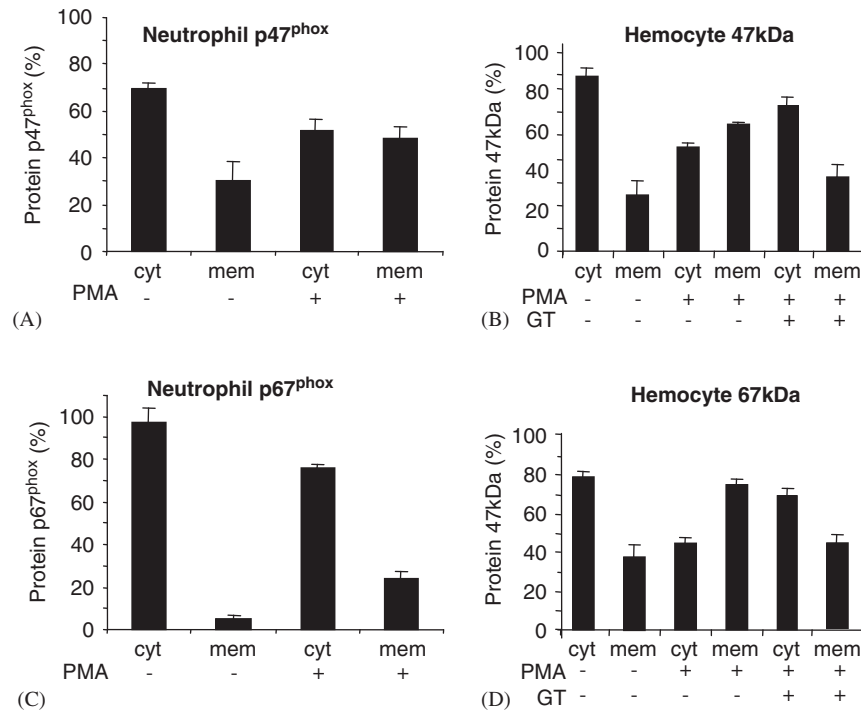 Neutrophil p47phox
Protein p47phox (%)
100
80
60
40
20
0
cyt mem cyt mem
PMA - - + +
(A)
Hemocyte 47kDa
Protein 47kDa (%)
100
80
60
40
20
0
cyt mem cyt mem cyt mem
PMA - - + + + +
GT - - - - + +
(B)
Neutrophil p67phox
Protein p67phox (%)
100
80
60
40
20
0
cyt mem cyt mem
PMA - - + +
(C)
Hemocyte 67kDa
Protein 47kDa (%)
100
80
60
40
20
0
cyt mem cyt mem cyt mem
PMA - - + + + +
GT - - - - + +
(D)